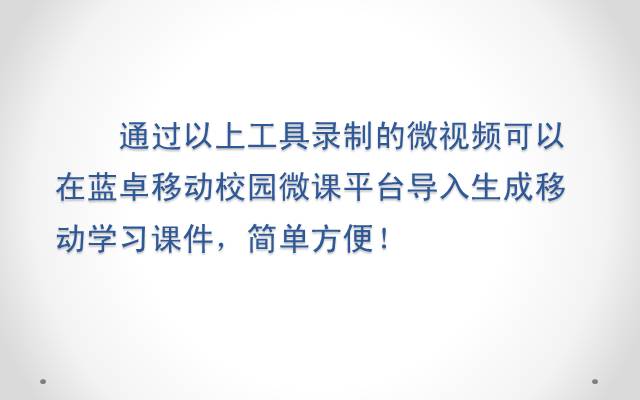 通过以上工具录制的微视频可以
在蓝卓移动校园微课平台导入生成移
动学习课件，简单方便！